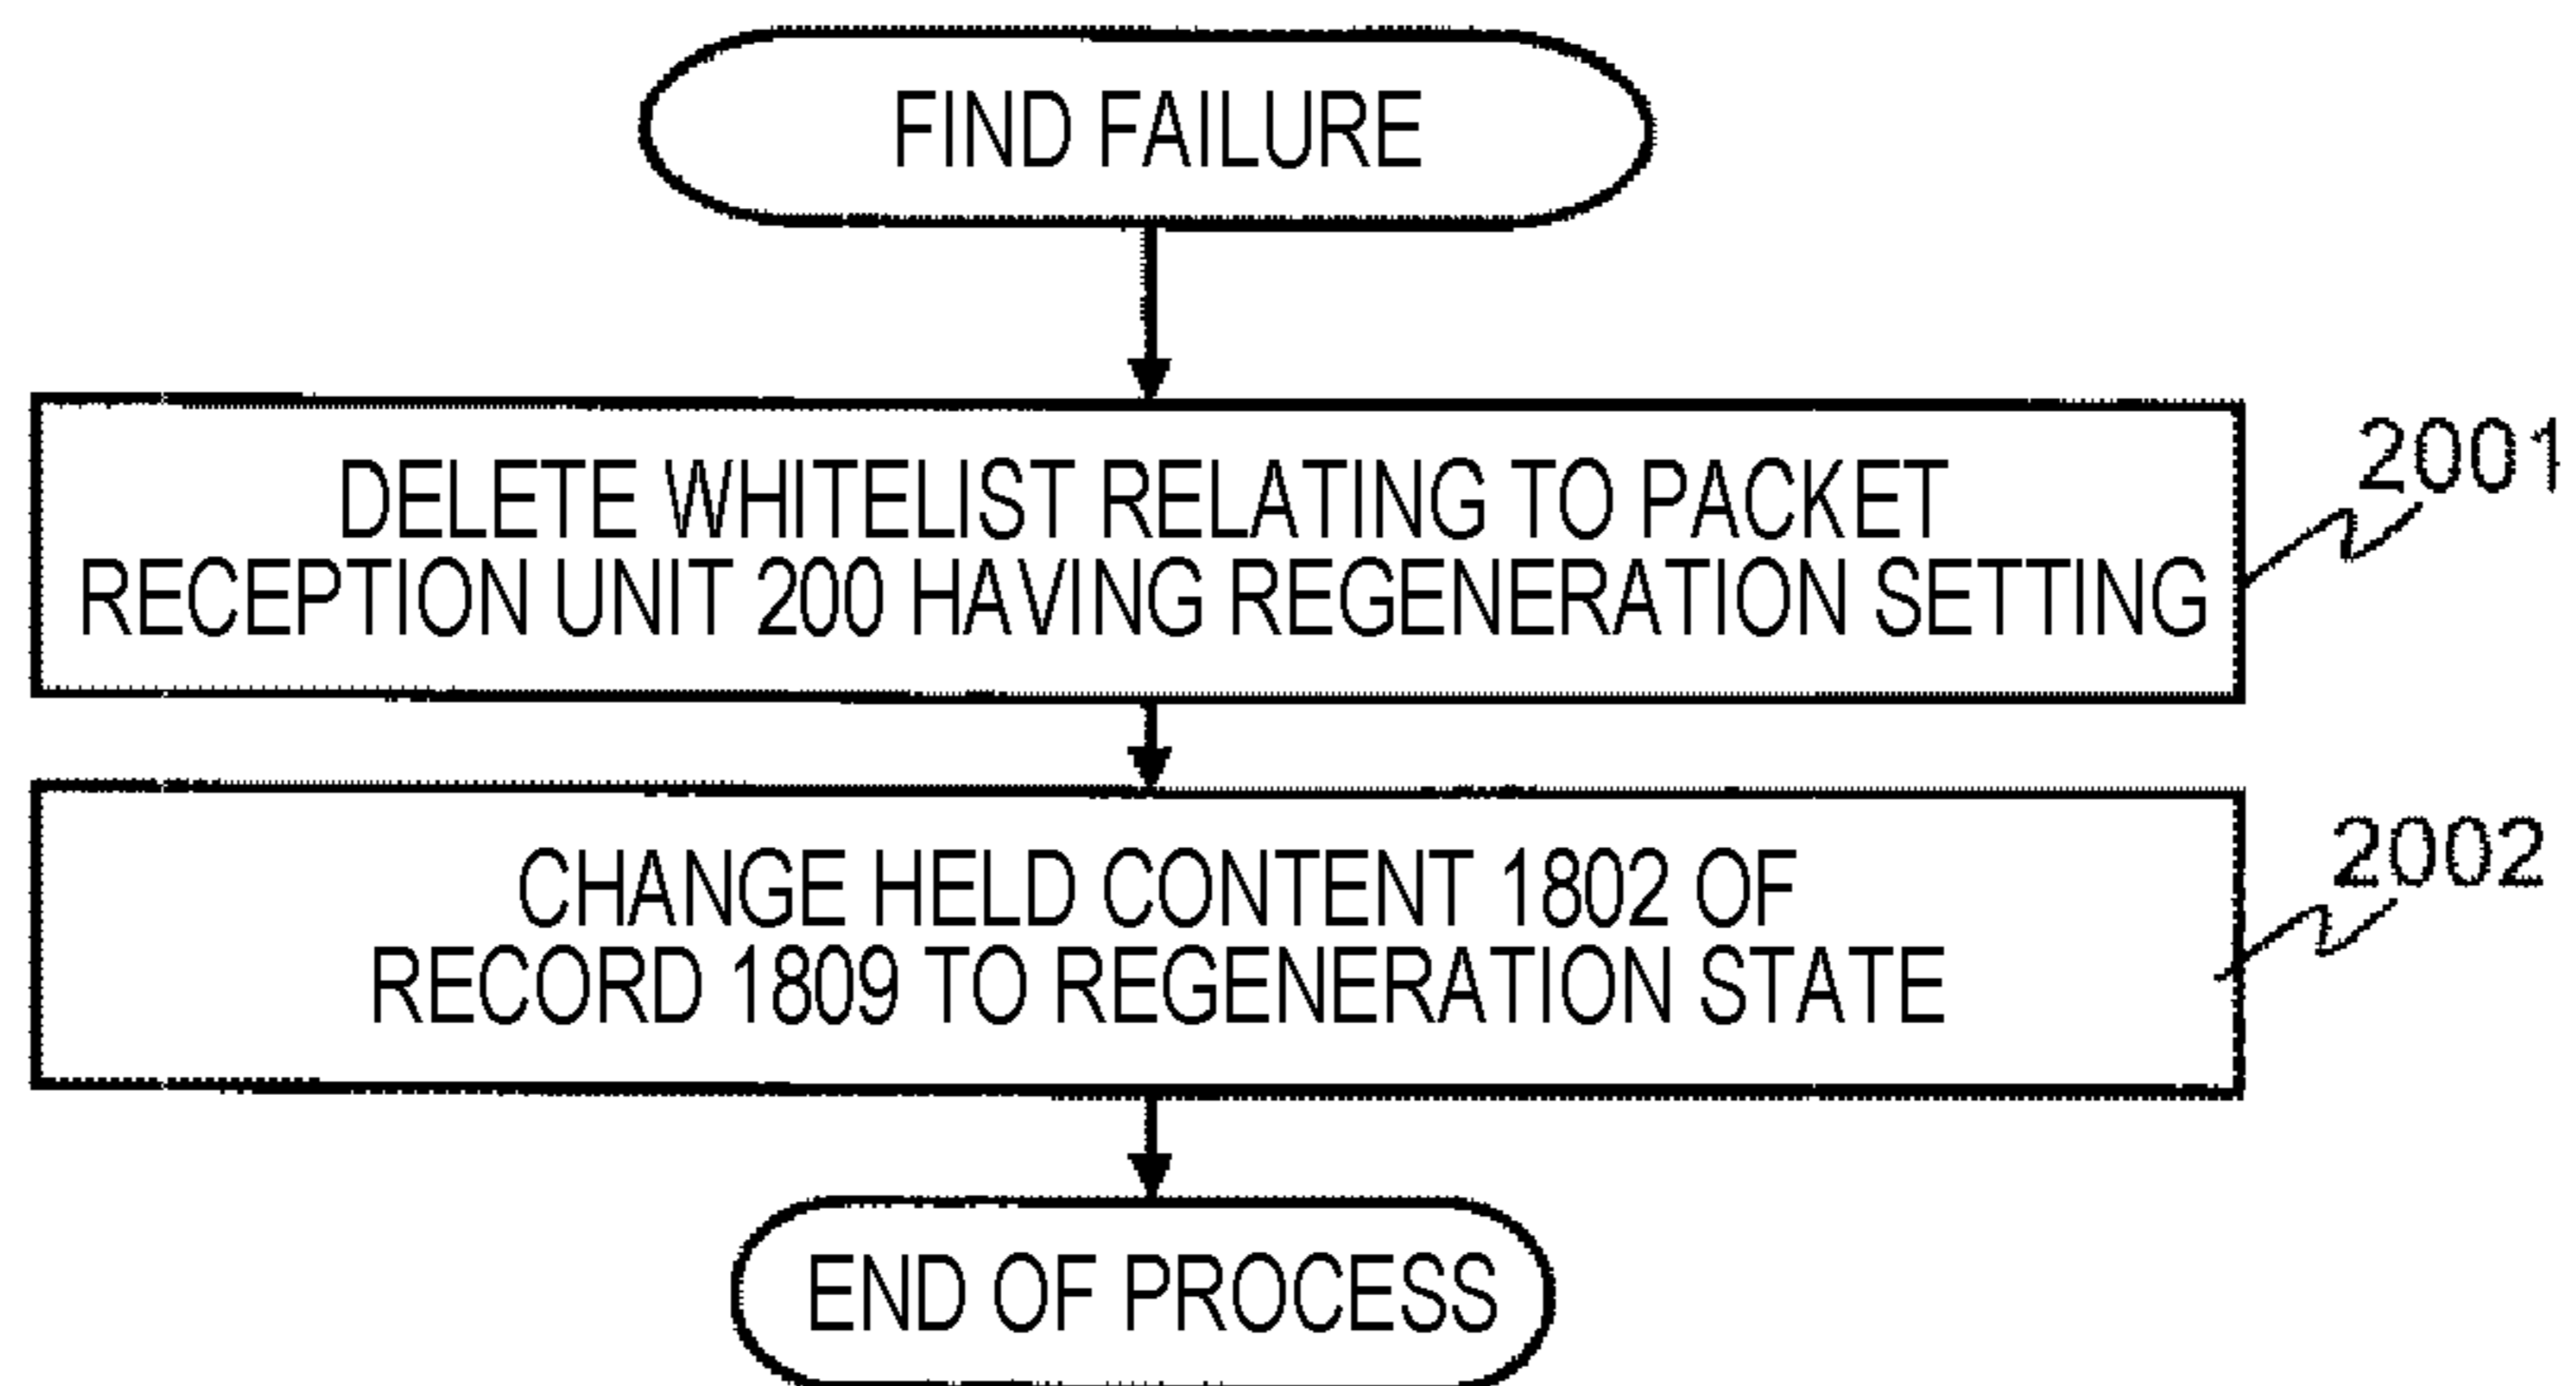 FIND FAILURE
DELETE WHITELIST RELATING TO PACKET
RECEPTION UNIT 200 HAVING REGENERATION SETTING
2001
CHANGE HELD CONTENT 1802 OF
RECORD 1809 TO REGENERATION STATE
2002
END OF PROCESS